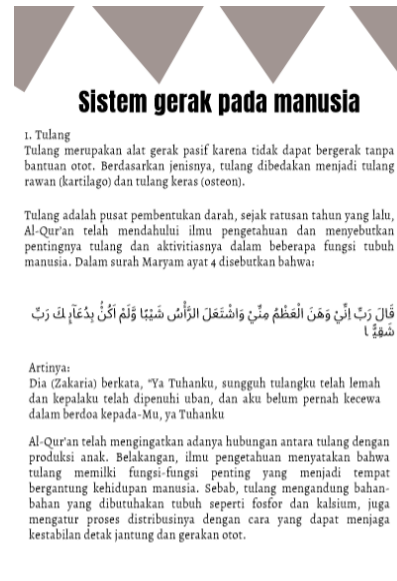 Sistem gerak pada manusia
1. Tulang
Tulang merupakan alat gerak pasif karena tidak dapat bergerak tanpa
bantuan otot. Berdasarkan jenisnya, tulang dibedakan menjadi tulang
rawan (kartilago) dan tulang keras (osteon).
Tulang adalah pusat pembentukan darah, sejak ratusan tahun yang lalu,
Al-Qur'an telah mendahului ilmu pengetahuan dan menyebutkan
pentingnya tulang dan aktivitiasnya dalam beberapa fungsi tubuh
manusia. Dalam surah Maryam ayat 4 disebutkan bahwa:
قَالَ رَبِّ اِنِّيْ وَهَنَ الْعَظْمُ مِنِّيْ وَاشْتَعَلَ الرَّأْسُ شَيْبًا وَّلَمْ اَكُنْۢ بِدُعَاۤىِٕكَ رَبِّ
شَقِيًّا
Artinya:
Dia (Zakaria) berkata, "Ya Tuhanku, sungguh tulangku telah lemah
dan kepalaku telah dipenuhi uban, dan aku belum pernah kecewa
dalam berdoa kepada-Mu, ya Tuhanku
Al-Qur'an telah mengingatkan adanya hubungan antara tulang dengan
produksi anak. Belakangan, ilmu pengetahuan menyatakan bahwa
tulang memilki fungsi-fungsi penting yang menjadi tempat
bergantung kehidupan manusia. Sebab, tulang mengandung bahan-
bahan yang dibutuhakan tubuh seperti fosfor dan kalsium, juga
mengatur proses distribusinya dengan cara yang dapat menjaga
kestabilan detak jantung dan gerakan otot.